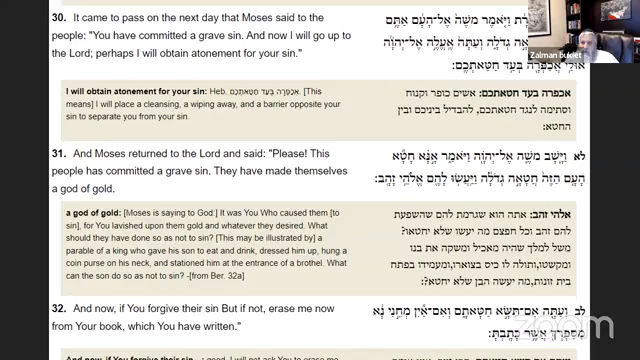 30. It came to pass on the next day that Moses said to the
people: "You have committed a grave sin. And now I will go up to
the Lord; perhaps I will obtain atonement for your sin."
וַיֹּ֤אמֶר מֹשֶׁה֙ אֶל־הָעָ֔ם אַתֶּ֥ם
גְדֹלָ֑ה וְעַתָּה֙ אֶֽעֱלֶ֣ה אֶל־יְהֹוָ֔ה
אוּלַ֥י אֲכַפְּרָ֖ה בְּעַ֥ד חַטַּאתְכֶֽם:
Zalman
I will obtain atonement for your sin: Heb. אֲכַפְּרָה בְּעַד חַטַּאתְכֶם. [This
means] I will place a cleansing, a wiping away, and a barrier opposite your
sin to separate you from your sin.
אכפרה בעד חטאתכם: אשים כופר וקנוח
וסתימה לנגד חטאתכם, להבדיל ביניכם ובין
החטא:
31. And Moses returned to the Lord and said: "Please! This
people has committed a grave sin. They have made themselves
a god of gold.
לא וַיָּ֧שָׁב מֹשֶׁ֛ה אֶל־יְהֹוָ֖ה וַיֹּאמַ֑ר אָ֣נָּ֗א חָטָ֞א
הָעָ֤ם הַזֶּה֙ חֲטָאָ֣ה גְדֹלָ֔ה וַיַּֽעֲשׂ֥וּ לָהֶ֖ם אֱלֹהֵ֥י זָהָֽב:
a god of gold: [Moses is saying to God:] It was You Who caused them [to
sin], for You lavished upon them gold and whatever they desired. What
should they have done so as not to sin? [This may be illustrated by] a
parable of a king who gave his son to eat and drink, dressed him up, hung a
coin purse on his neck, and stationed him at the entrance of a brothel. What
can the son do so as not to sin? -[from Ber. 32a]
אלהי זהב: אתה הוא שגרמת להם שהשפעת
להם זהב וכל חפצם מה יעשו שלא יחטאו?
משל למלך שהיה מאכיל ומשקה את בנו
ומקשטו, ותולה לו כיס בצוארו, ומעמידו בפתח
בית זונות, מה יעשה הבן שלא יחטא?:
32. And now, if You forgive their sin But if not, erase me now
from Your book, which You have written."
לב וְעַתָּ֖ה אִם־תִּשָּׂ֣א חַטָּאתָ֑ם וְאִם־אַ֕יִן מְחֵ֣נִי נָ֔א
מִֽסִּפְרְךָ֖ אֲשֶׁ֥ר כָּתָֽבְתָּ:
zoom
And now, if You forgive their sin